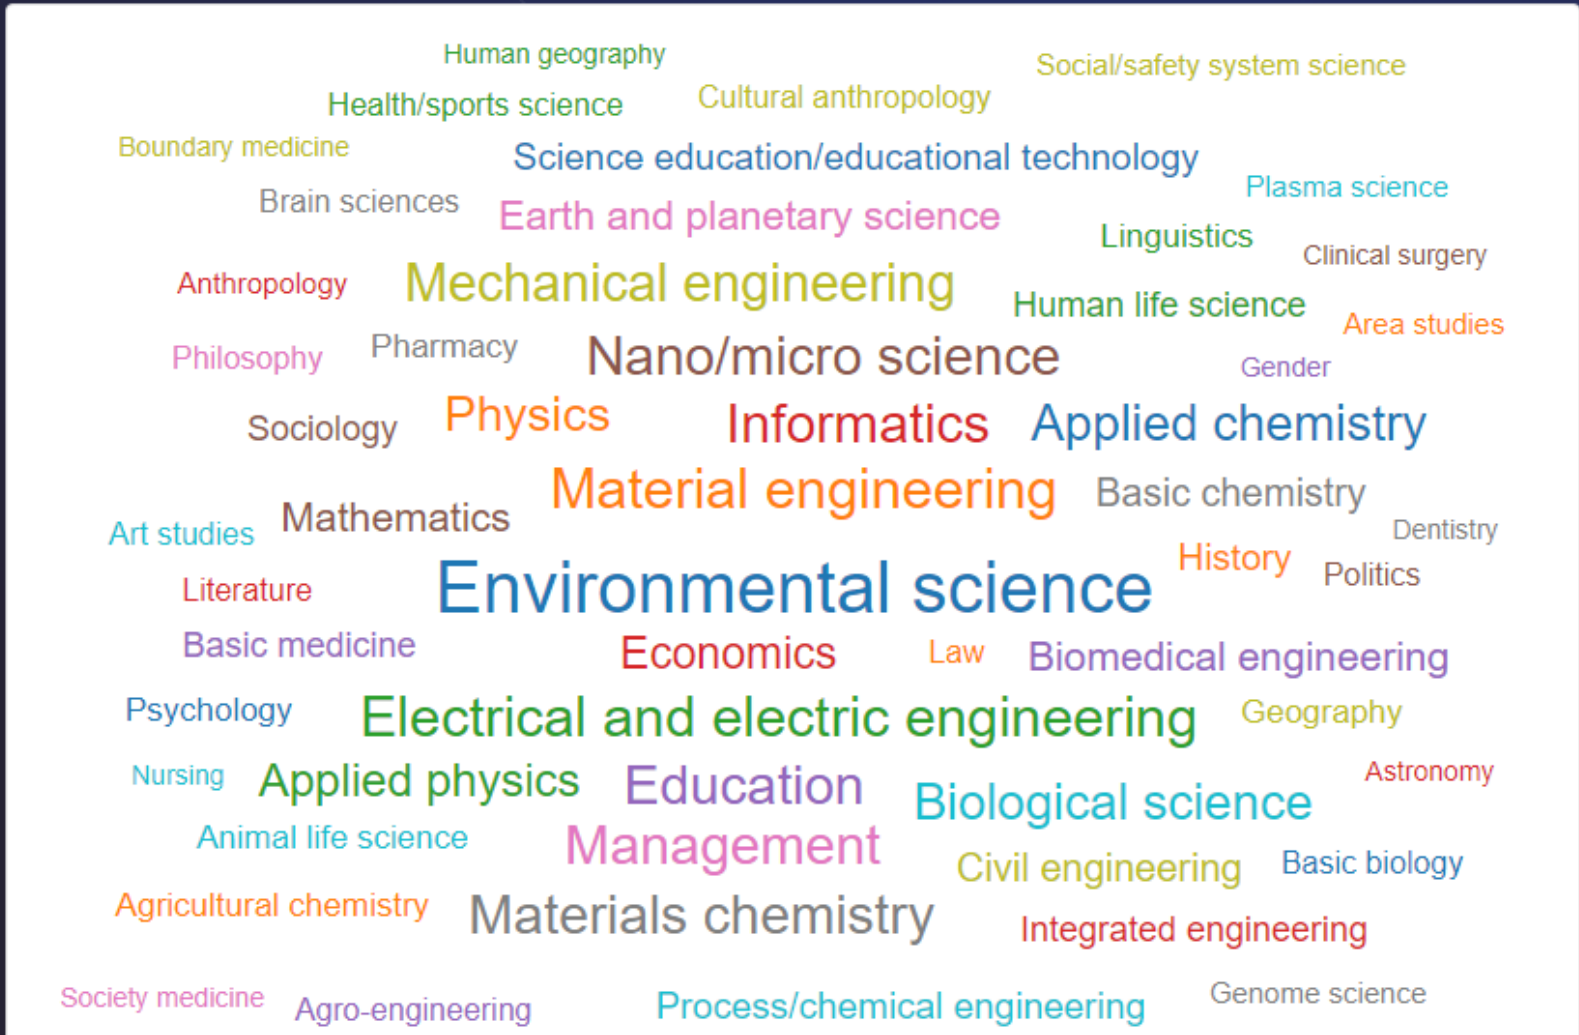 Human geography
Social/safety system science
Health/sports science
Cultural anthropology
Boundary medicine
Science education/educational technology
Plasma science
Brain sciences
Earth and planetary science
Linguistics
Clinical surgery
Anthropology
Mechanical engineering
Human life science
Area studies
Philosophy
Pharmacy
Nano/micro science
Gender
Sociology
Physics
Informatics
Applied chemistry
Material engineering
Basic chemistry
Mathematics
Art studies
Dentistry
History
Politics
Literature
Environmental science
Basic medicine
Economics
Law
Biomedical engineering
Psychology
Electrical and electric engineering
Geography
Nursing
Applied physics
Education
Biological science
Astronomy
Animal life science
Management
Civil engineering
Basic biology
Agricultural chemistry
Materials chemistry
Integrated engineering
Society medicine
Agro-engineering
Process/chemical engineering
Genome science